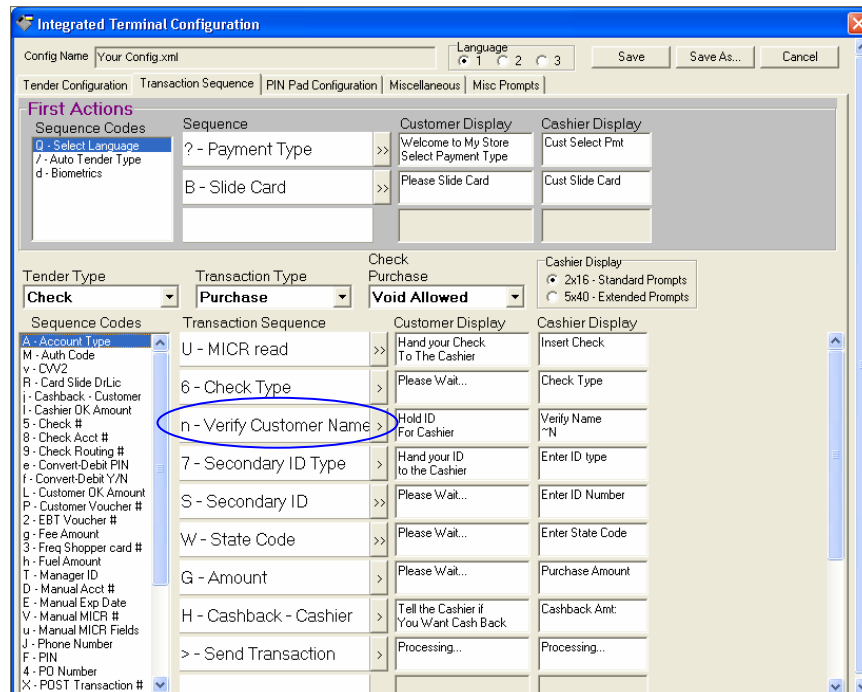 Integrated Terminal Configuration
Config Name Your Config.xml Language 1 2 3 Save Save As... Cancel
Tender Configuration Transaction Sequence PIN Pad Configuration Miscellaneous Misc Prompts
First Actions
Sequence Codes Sequence Customer Display Cashier Display
Q - Select Language
/ - Auto Tender Type
d - Biometrics
? - Payment Type >> Welcome to My Store
Select Payment Type
Cust Select Pmt
B - Slide Card >> Please Slide Card Cust Slide Card
Tender Type Transaction Type Check
Purchase
Cashier Display
Check Purchase Void Allowed
2x16 - Standard Prompts
5x40 - Extended Prompts
Sequence Codes Transaction Sequence Customer Display Cashier Display
A - Account Type
M - Auth Code
v - CVV2
R - Card Slide DrLic
j - Cashback - Customer
I - Cashier OK Amount
5 - Check #
8 - Check Acct #
9 - Check Routing #
e - Convert-Debit PIN
f - Convert-Debit Y/N
L - Customer OK Amount
P - Customer Voucher #
2 - EBT Voucher #
g - Fee Amount
3 - Freq Shopper card #
h - Fuel Amount
T - Manager ID
D - Manual Acct #
E - Manual Exp Date
V - Manual MICR #
u - Manual MICR Fields
J - Phone Number
F - PIN
4 - PO Number
X - POST Transaction #
U - MICR read >> Hand your Check
To The Cashier
Insert Check
6 - Check Type > Please Wait... Check Type
n - Verify Customer Name > Hold ID
For Cashier
Verify Name
~N
7 - Secondary ID Type > Hand your ID
to the Cashier
Enter ID type
S - Secondary ID >> Please Wait... Enter ID Number
W - State Code >> Please Wait... Enter State Code
G - Amount > Please Wait... Purchase Amount
H - Cashback - Cashier > Tell the Cashier if
You Want Cash Back
Cashback Amt:
> - Send Transaction > Processing... Processing...